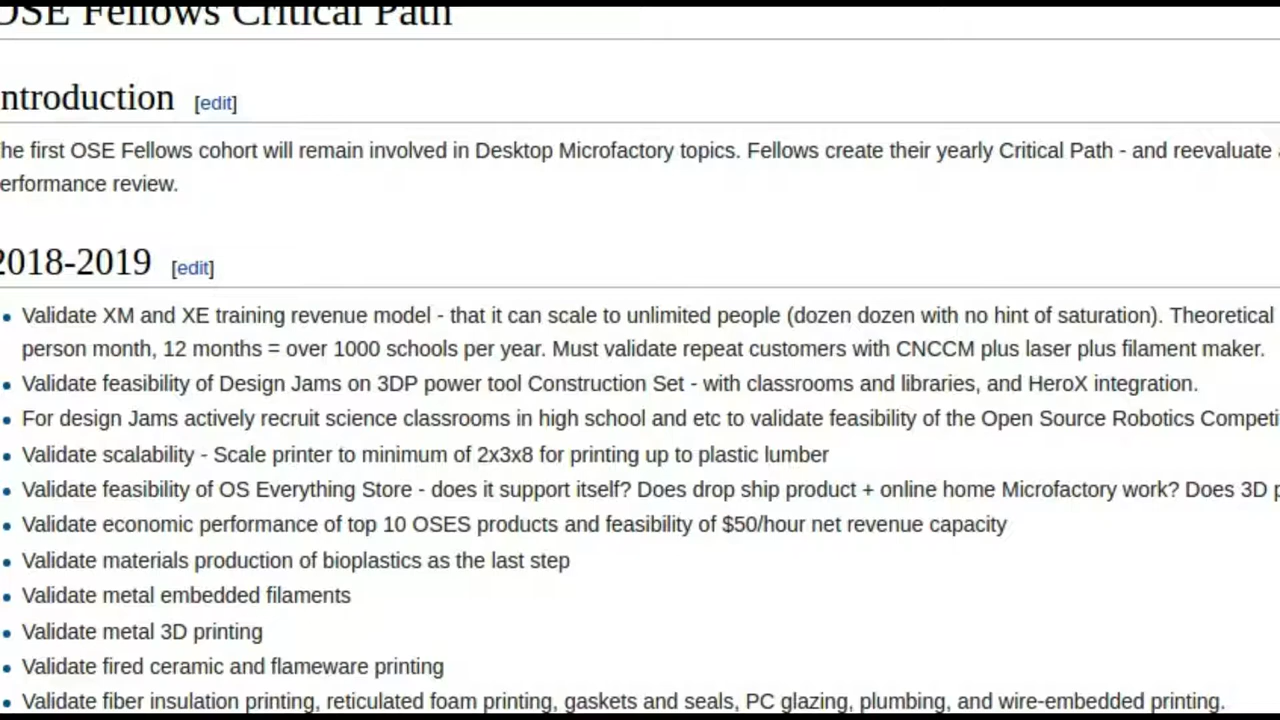 OSE Fellows Critical Path
ntroduction [edit]
he first OSE Fellows cohort will remain involved in Desktop Microfactory topics. Fellows create their yearly Critical Path - and reevaluate
erformance review.
2018-2019 [edit]
Validate XM and XE training revenue model - that it can scale to unlimited people (dozen dozen with no hint of saturation). Theoretical
person month, 12 months = over 1000 schools per year. Must validate repeat customers with CNCCM plus laser plus filament maker.
Validate feasibility of Design Jams on 3DP power tool Construction Set - with classrooms and libraries, and HeroX integration.
For design Jams actively recruit science classrooms in high school and etc to validate feasibility of the Open Source Robotics Competi
Validate scalability - Scale printer to minimum of 2x3x8 for printing up to plastic lumber
Validate feasibility of OS Everything Store - does it support itself? Does drop ship product + online home Microfactory work? Does 3D p
Validate economic performance of top 10 OSES products and feasibility of $50/hour net revenue capacity
Validate materials production of bioplastics as the last step
Validate metal embedded filaments
Validate metal 3D printing
Validate fired ceramic and flameware printing
Validate fiber insulation printing, reticulated foam printing, gaskets and seals, PC glazing, plumbing, and wire-embedded printing.